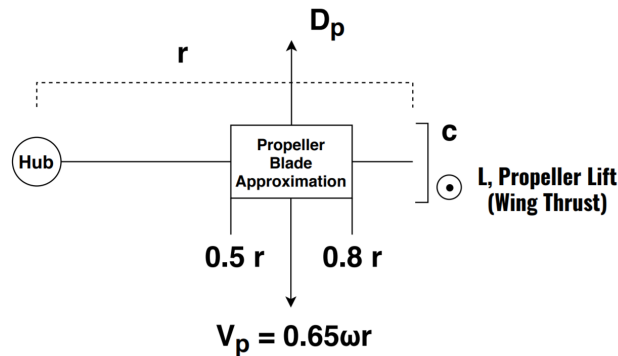 Dp
r
Hub
Propeller
Blade
Approximation
c
L, Propeller Lift
(Wing Thrust)
0.5 r
0.8 r
Vp = 0.65ωr